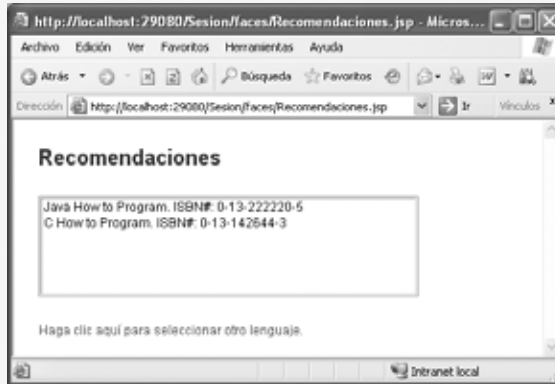 http://localhost:29080/Sesion/faces/Recomendaciones.jsp - Micros...
Archivo Edición Ver Favoritos Herramientas Ayuda
Atrás Búsqueda Favoritos
Dirección http://localhost:29080/Sesion/faces/Recomendaciones.jsp Ir Vínculos
Recomendaciones
Java How to Program. ISBN#: 0-13-222220-5
C How to Program. ISBN#: 0-13-142644-3
Haga clic aquí para seleccionar otro lenguaje.
Intranet local